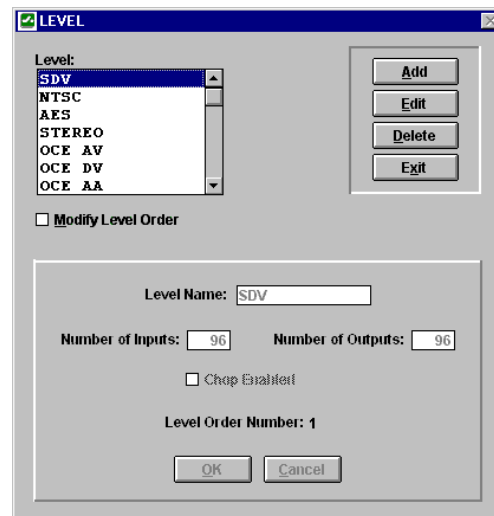 LEVEL
Level:
SDV
NTSC
AES
STEREO
OCE AV
OCE DV
OCE AA
Add
Edit
Delete
Exit
Modify Level Order
Level Name: SDV
Number of Inputs: 96 Number of Outputs: 96
Chop Enabled
Level Order Number: 1
OK Cancel